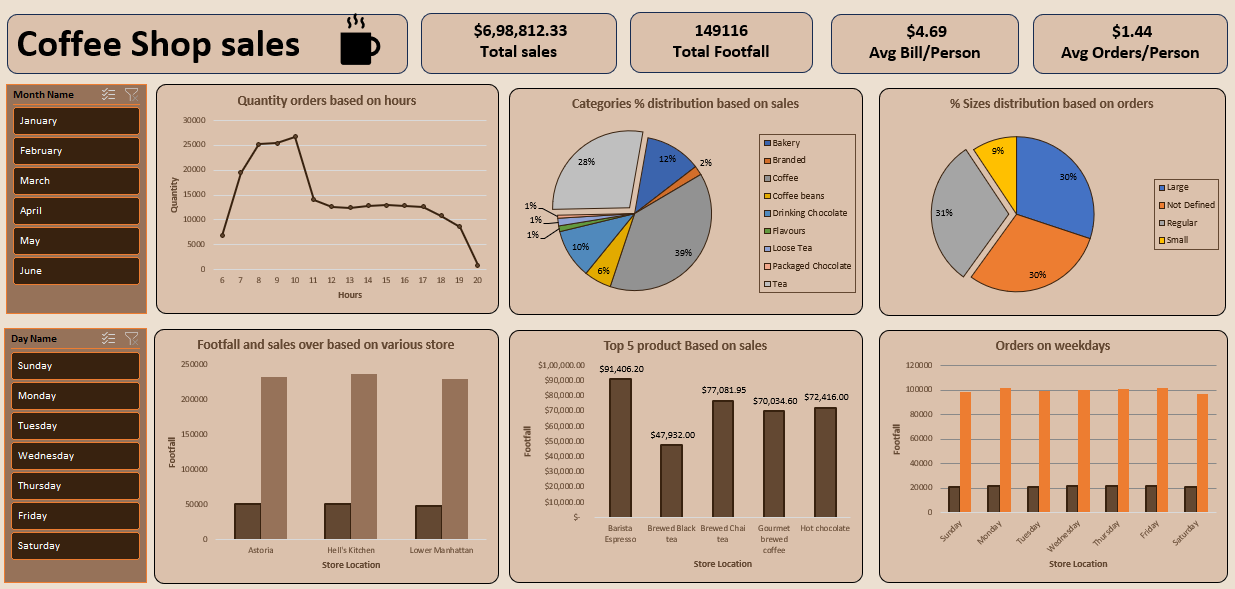 Coffee Shop sales
$6,98,812.33
Total sales
149116
Total Footfall
$4.69
Avg Bill/Person
$1.44
Avg Orders/Person
Month Name
January
February
March
April
May
June
Quantity orders based on hours
30000
25000
20000
15000
10000
5000
0
Quantity
6 7 8 9 10 11 12 13 14 15 16 17 18 19 20
Hours
Categories % distribution based on sales
28%
12%
2%
39%
6%
10%
1%
1%
1%
Bakery
Branded
Coffee
Coffee beans
Drinking Chocolate
Flavours
Loose Tea
Packaged Chocolate
Tea
% Sizes distribution based on orders
9%
30%
31%
30%
Large
Not Defined
Regular
Small
Day Name
Sunday
Monday
Tuesday
Wednesday
Thursday
Friday
Saturday
Footfall and sales over based on various store
250000
200000
150000
100000
50000
0
Footfall
Astoria Hell's Kitchen Lower Manhattan
Store Location
Top 5 product Based on sales
$1,00,000.00
$90,000.00
$80,000.00
$70,000.00
$60,000.00
$50,000.00
$40,000.00
$30,000.00
$20,000.00
$10,000.00
$-
Footfall
$91,406.20
$47,932.00
$77,081.95
$70,034.60
$72,416.00
Barista
Espresso
Brewed Black
tea
Brewed Chai
tea
Gourmet
brewed
coffee
Hot chocolate
Store Location
Orders on weekdays
120000
100000
80000
60000
40000
20000
0
Footfall
Sunday
Monday
Tuesday
Wednesday
Thursday
Friday
Saturday
Store Location